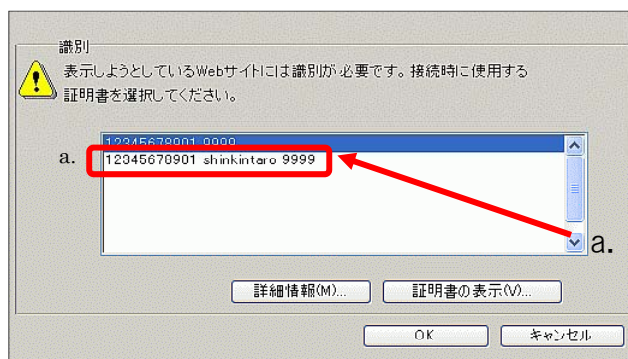 識別
表示しようとしているWebサイトには識別が必要です。接続時に使用する
証明書を選択してください。
12345678901 9999
a.
12345678901 shinkintaro 9999
a.
詳細情報(M)...
証明書の表示(V)...
OK
キャンセル